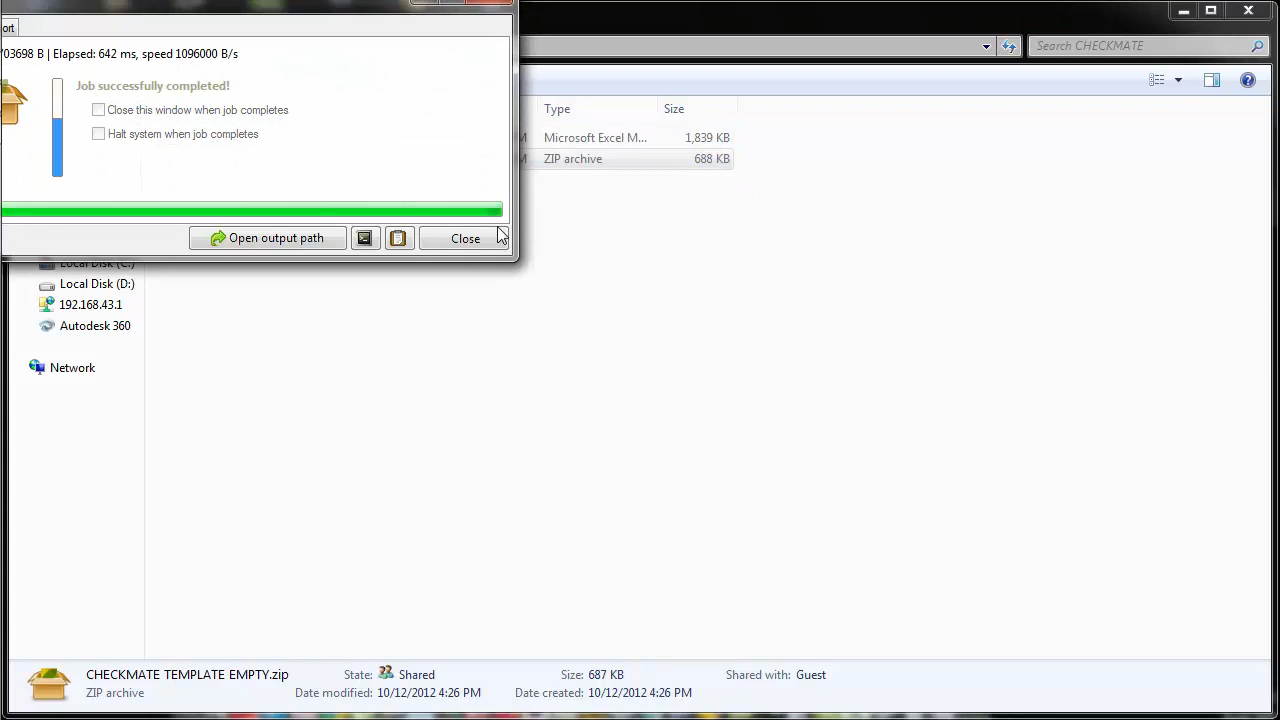 ort
03698 B | Elapsed: 642 ms, speed 1096000 B/s
Job successfully completed!
Close this window when job completes
Halt system when job completes
Open output path
Close
Search CHECKMATE
Type Size
M Microsoft Excel M... 1,839 KB
M ZIP archive 688 KB
Local Disk (C:)
Local Disk (D:)
192.168.43.1
Autodesk 360
Network
CHECKMATE TEMPLATE EMPTY.zip State: Shared Size: 687 KB Shared with: Guest
ZIP archive Date modified: 10/12/2012 4:26 PM Date created: 10/12/2012 4:26 PM